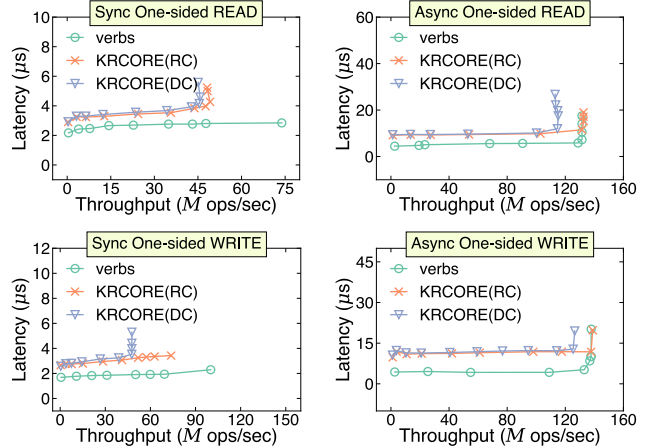 Sync One-sided READ
10
8
6
4
2
0
Latency (μs)
verbs
KRCORE(RC)
KRCORE(DC)
0 15 30 45 60 75
Throughput (M ops/sec)
Async One-sided READ
60
40
20
0
Latency (μs)
verbs
KRCORE(RC)
KRCORE(DC)
0 40 80 120 160
Throughput (M ops/sec)
Sync One-sided WRITE
12
10
8
6
4
2
0
Latency (μs)
verbs
KRCORE(RC)
KRCORE(DC)
0 30 60 90 120 150
Throughput (M ops/sec)
Async One-sided WRITE
45
30
15
0
Latency (μs)
verbs
KRCORE(RC)
KRCORE(DC)
0 40 80 120 160
Throughput (M ops/sec)